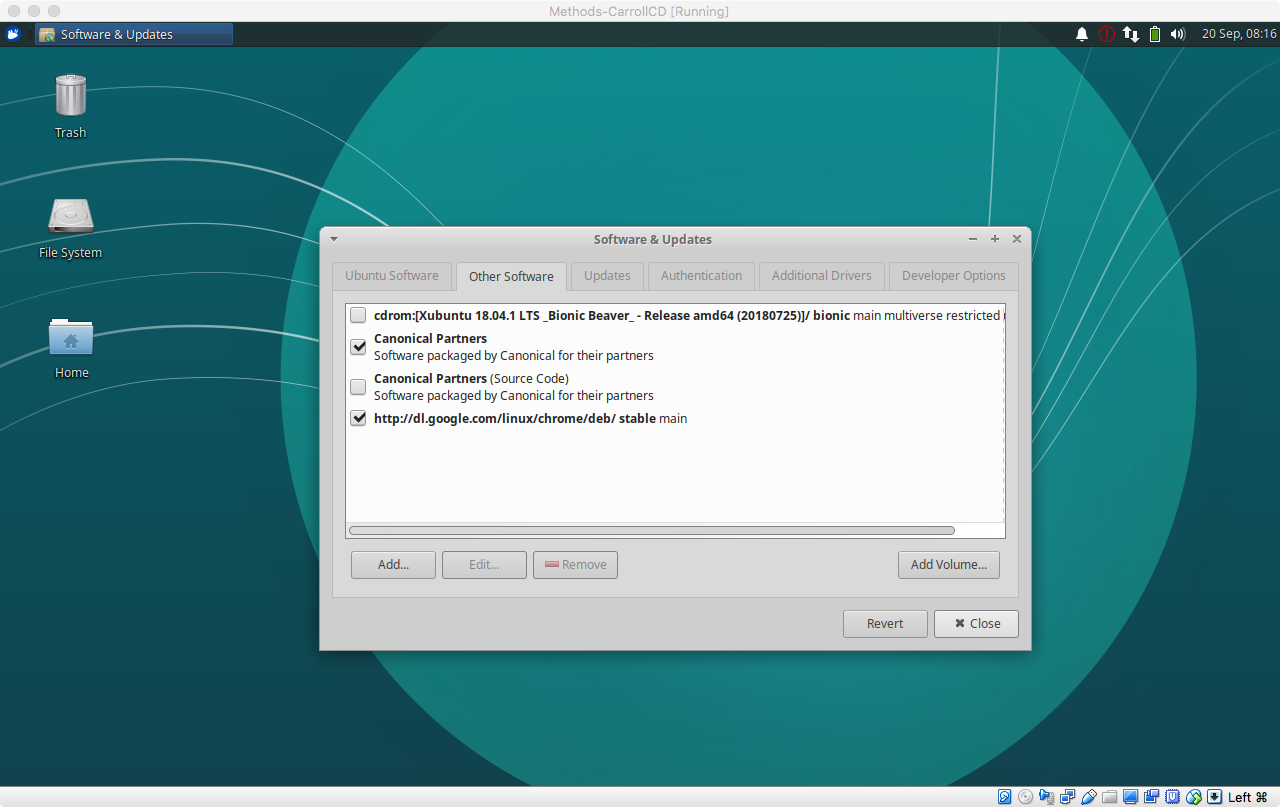 Methods-CarrollCD [Running]
Software & Updates
20 Sep, 08:16
Trash
File System
Home
Software & Updates
Ubuntu Software
Other Software
Updates
Authentication
Additional Drivers
Developer Options
cdrom:[Xubuntu 18.04.1 LTS _Bionic Beaver_ - Release amd64 (20180725)]/ bionic main multiverse restricted
Canonical Partners
Software packaged by Canonical for their partners
Canonical Partners (Source Code)
Software packaged by Canonical for their partners
http://dl.google.com/linux/chrome/deb/ stable main
Add...
Edit...
Remove
Add Volume...
Revert
Close
Left ⌘